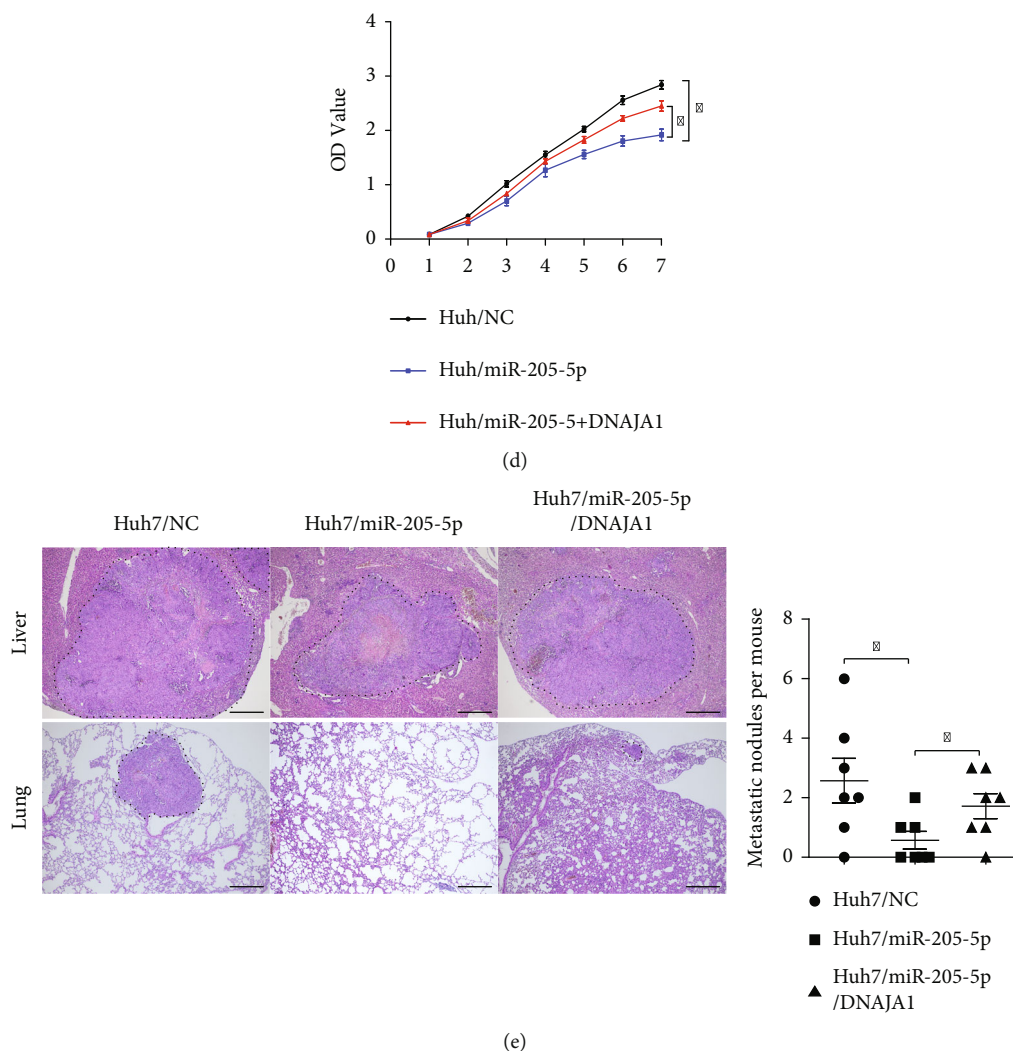 4
3
2
1
0
OD Value
0 1 2 3 4 5 6 7
Huh/NC
Huh/miR-205-5p
Huh/miR-205-5+DNAJA1
(d)
Huh7/NC
Huh7/miR-205-5p
Huh7/miR-205-5p
/DNAJA1
Liver
Lung
Metastatic nodules per mouse
8
6
4
2
0
Huh7/NC
Huh7/miR-205-5p
Huh7/miR-205-5p
/DNAJA1
(e)